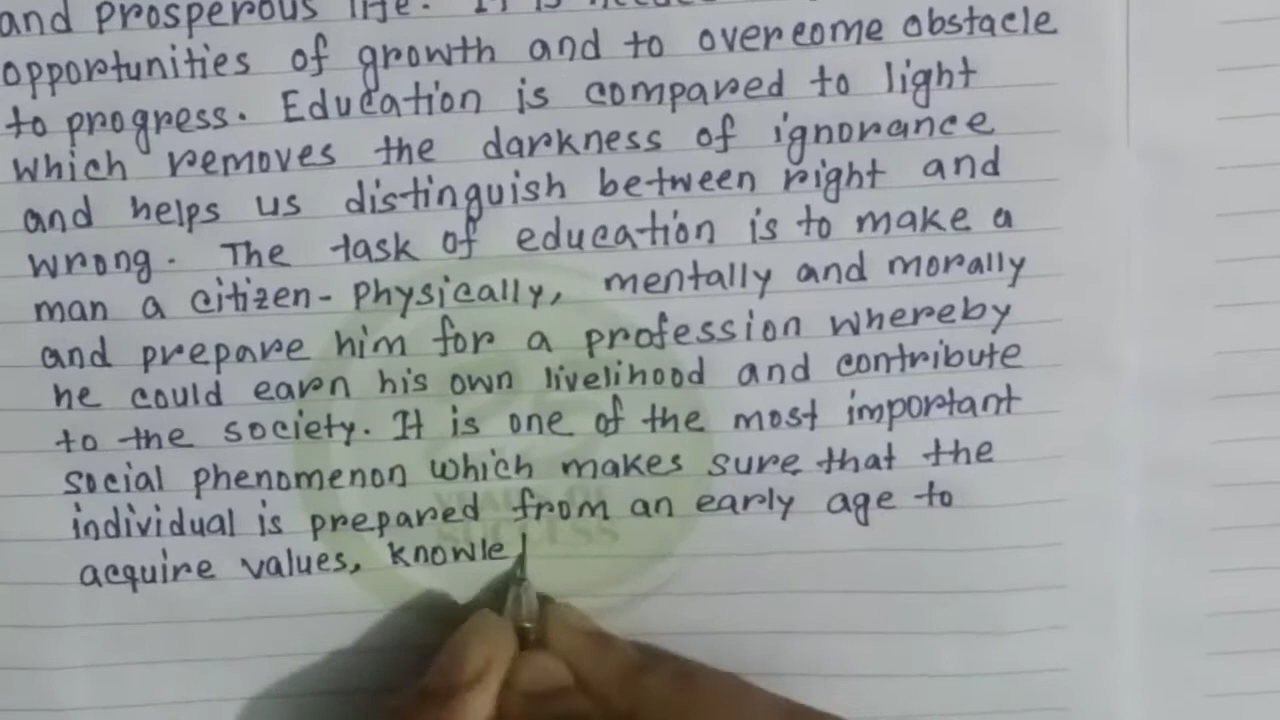 and prosperous life. It is
opportunities of growth and to overcome obstacle
to progress. Education is compared to light
which removes the darkness of ignorance
and helps us distinguish between right and
wrong. The task of education is to make a
man a citizen - physically, mentally and morally
and prepare him for a profession whereby
he could earn his own livelihood and contribute
to the society. It is one of the most important
social phenomenon which makes sure that the
individual is prepared from an early age to
acquire values, knowle